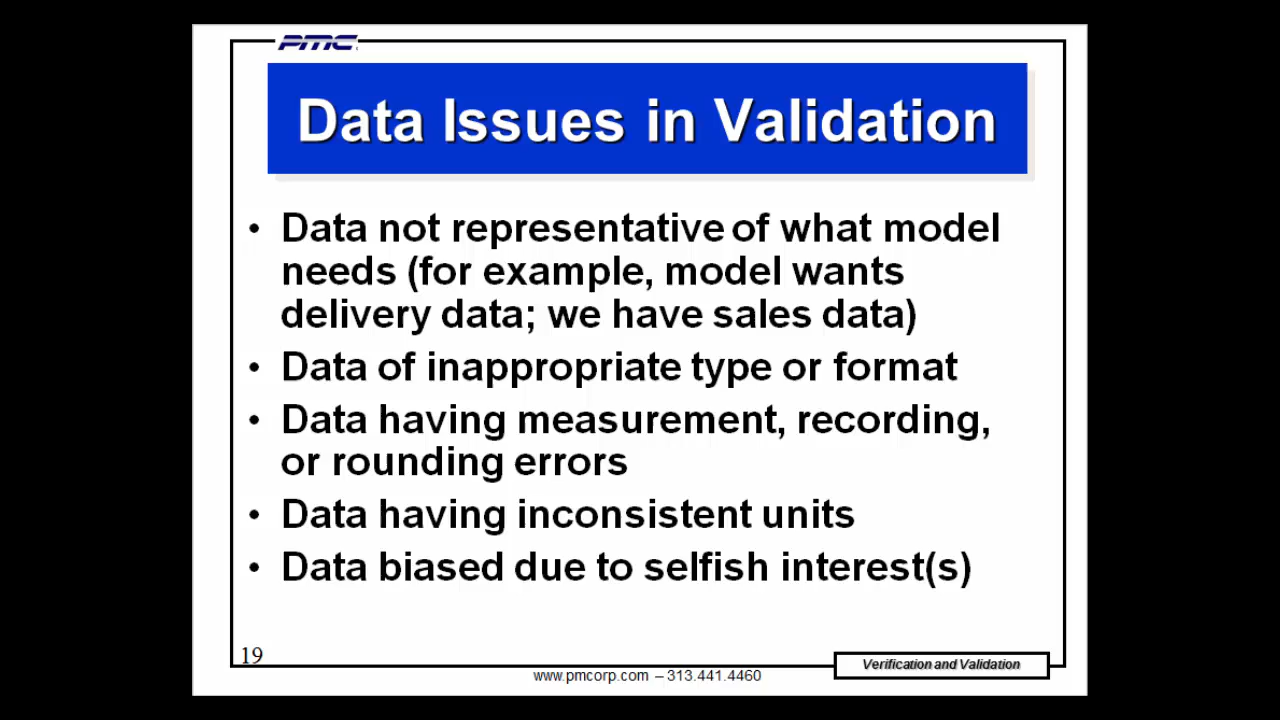 PMC
Data Issues in Validation
• Data not representative of what model
needs (for example, model wants
delivery data; we have sales data)
• Data of inappropriate type or format
• Data having measurement, recording,
or rounding errors
• Data having inconsistent units
• Data biased due to selfish interest(s)
19
Verification and Validation
www.pmcorp.com – 313.441.4460